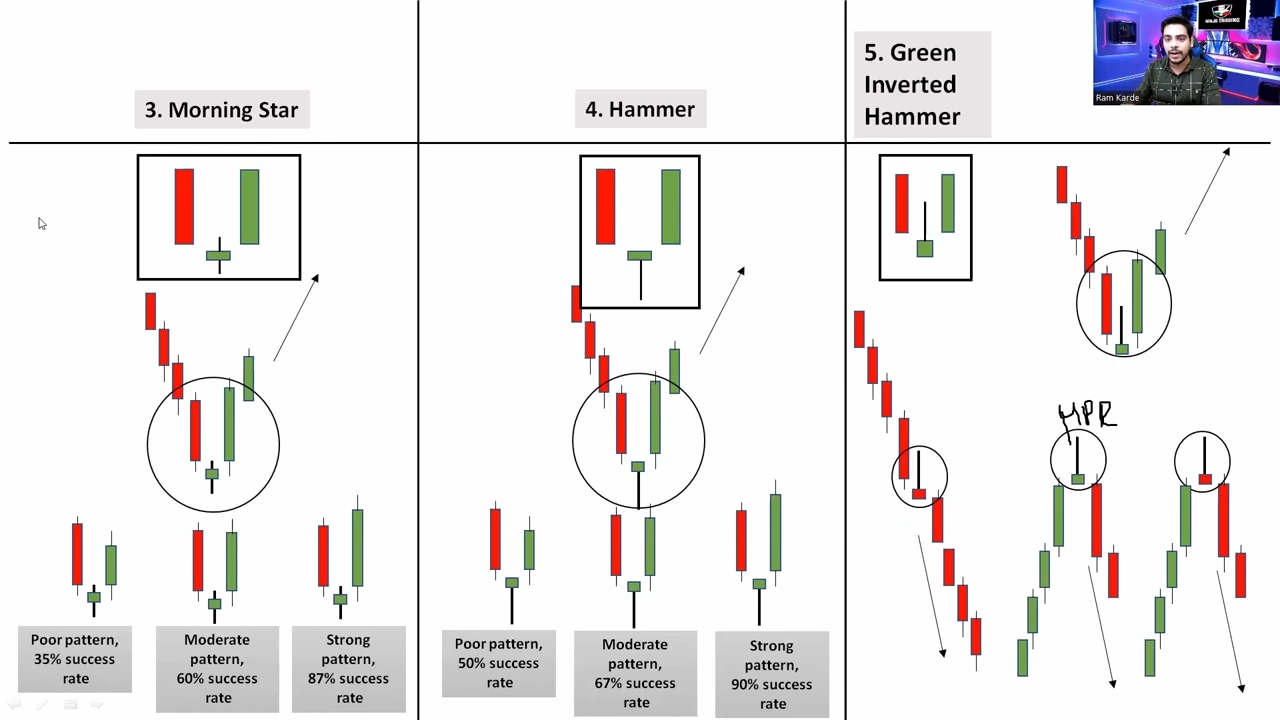 3. Morning Star
Poor pattern,
35% success
rate
Moderate
pattern,
60% success
rate
Strong
pattern,
87% success
rate
4. Hammer
Poor pattern,
50% success
rate
Moderate
pattern,
67% success
rate
Strong
pattern,
90% success
rate
5. Green
Inverted
Hammer
MPR
NINJA TRADING
Ram Karde